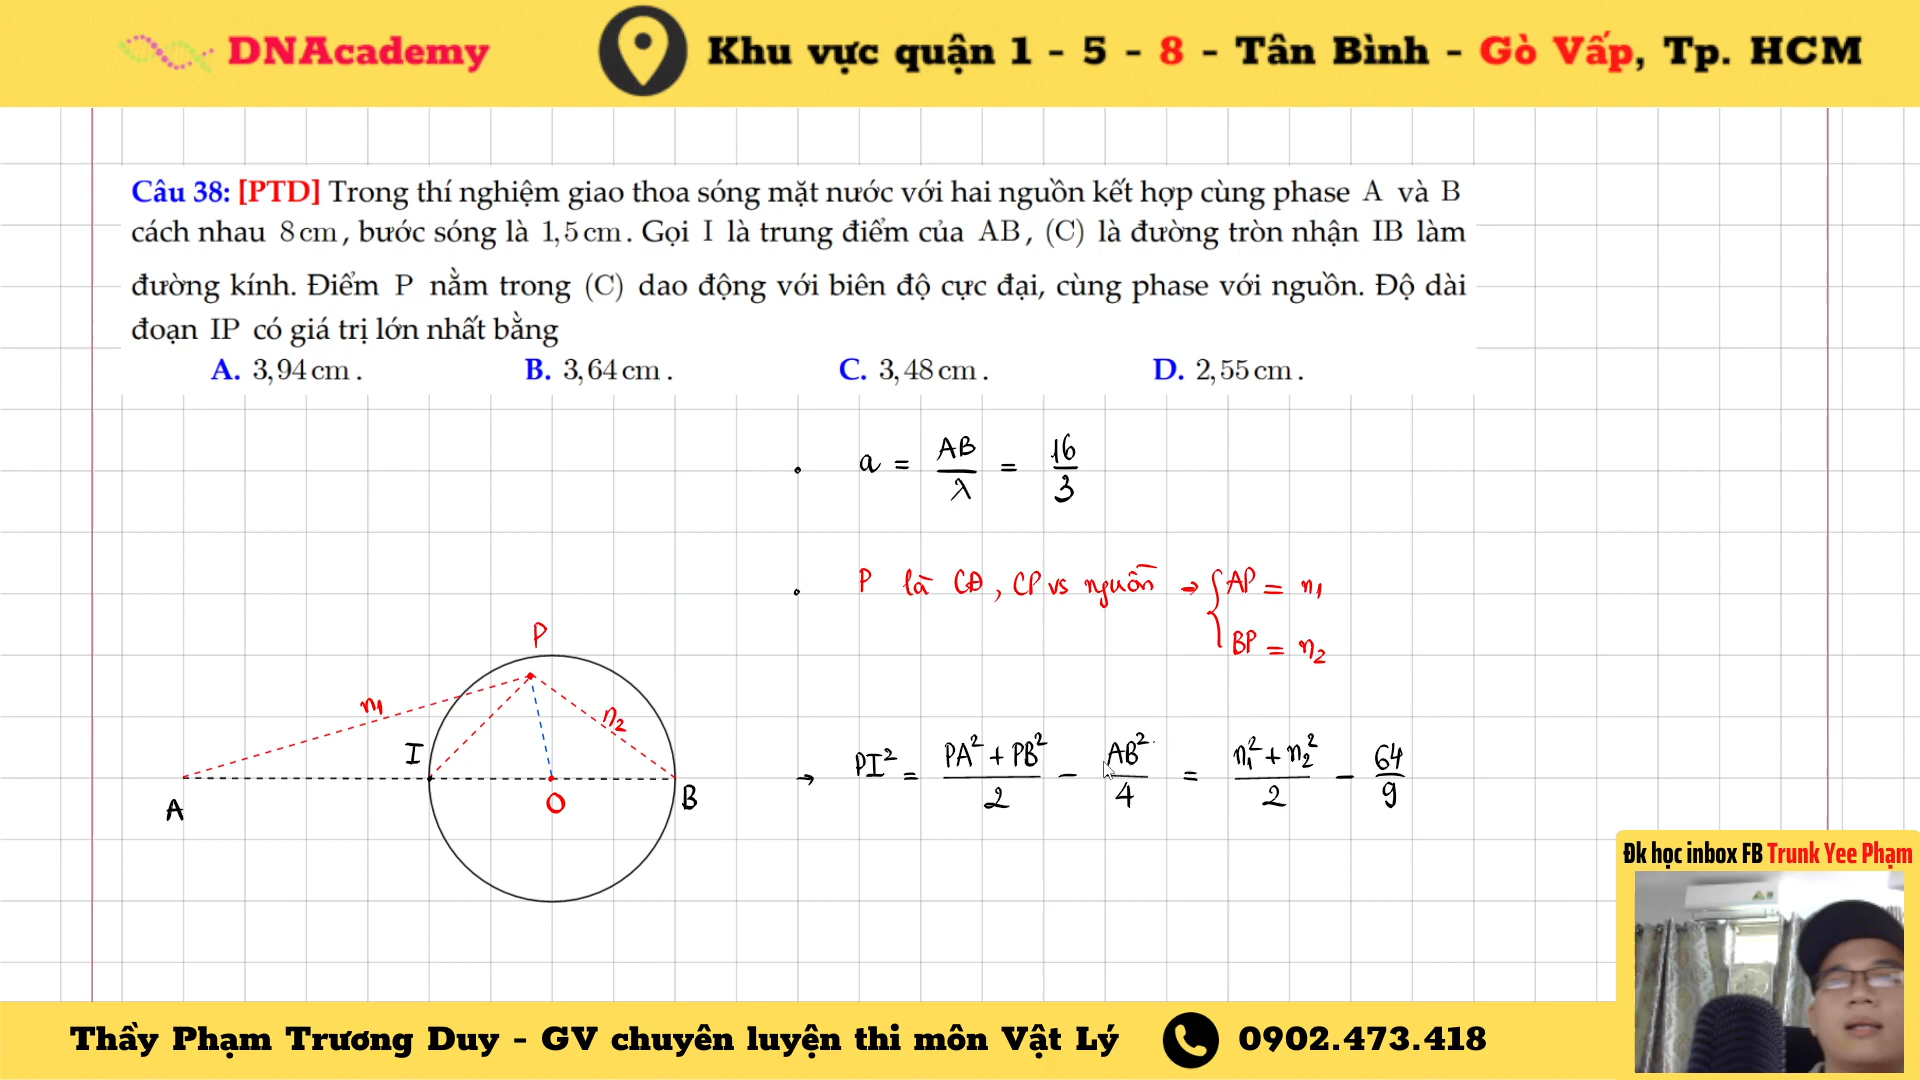 DNAcademy
Khu vực quận 1 - 5 - 8 - Tân Bình - Gò Vấp, Tp. HCM
Câu 38: [PTD] Trong thí nghiệm giao thoa sóng mặt nước với hai nguồn kết hợp cùng phase A và B
cách nhau 8 cm, bước sóng là 1,5 cm. Gọi I là trung điểm của AB, (C) là đường tròn nhận IB làm
đường kính. Điểm P nằm trong (C) dao động với biên độ cực đại, cùng phase với nguồn. Độ dài
đoạn IP có giá trị lớn nhất bằng
A. 3,94 cm. B. 3,64 cm. C. 3,48 cm. D. 2,55 cm.
• a = AB/λ = 16/3
• P là CĐ, CP vs nguồn → { AP = n₁
BP = n₂
P
n₁
n₂
I
A
O
B
→ PI² = (PA² + PB²)/2 - AB²/4 = (n₁² + n₂²)/2 - 64/9
Đk học inbox FB Trunk Yee Phạm
Thầy Phạm Trương Duy - GV chuyên luyện thi môn Vật Lý 0902.473.418